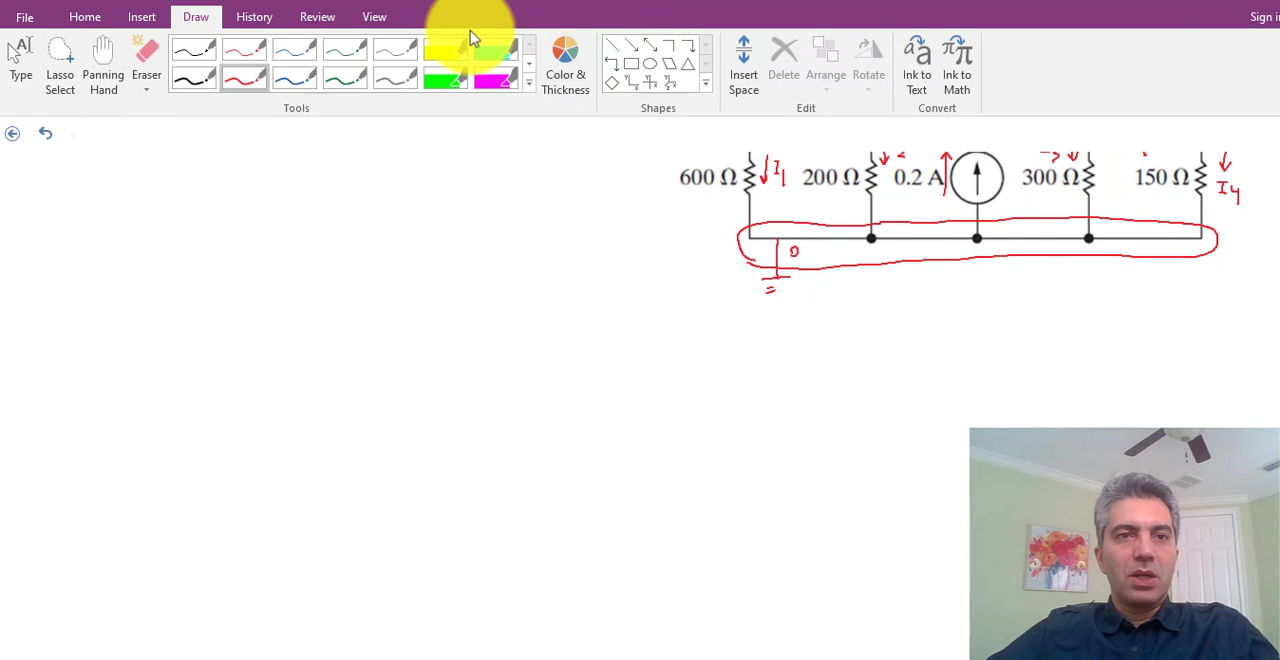 File Home Insert Draw History Review View Sign i
Type
Lasso Select
Panning Hand
Eraser
Color & Thickness
Insert Space
Delete
Arrange
Rotate
Ink to Text
Ink to Math
Tools
Shapes
Edit
Convert
600 Ω I1 200 Ω 0.2 A 300 Ω 150 Ω I4
0